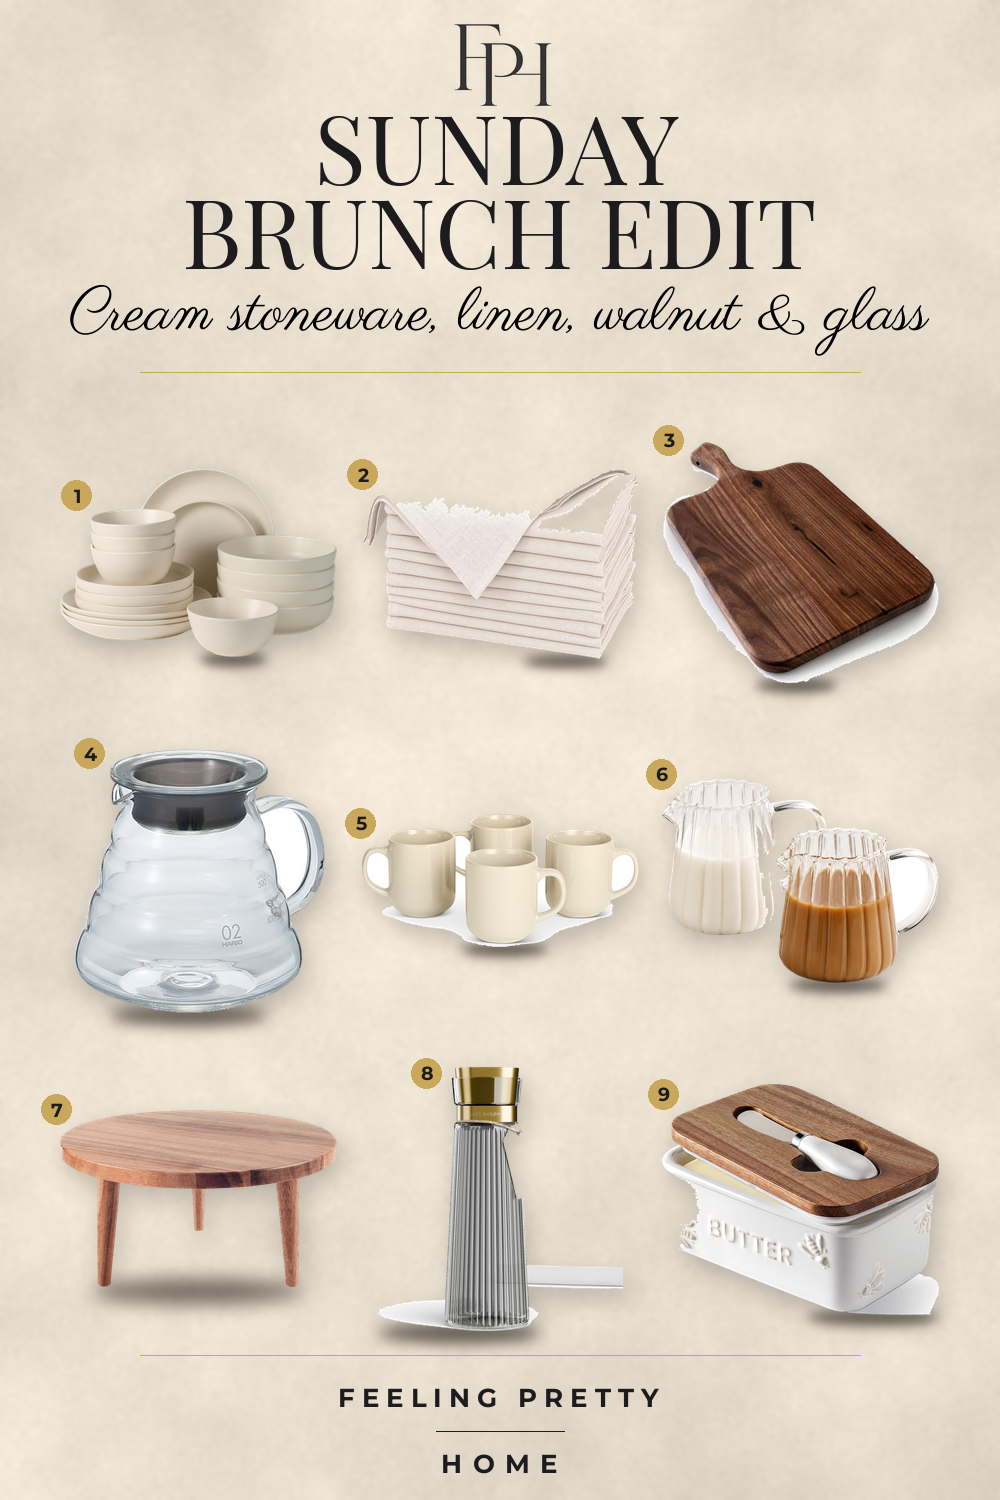 FPH
SUNDAY
BRUNCH EDIT
Cream stoneware, linen, walnut & glass
1
2
3
4
500
02
HARIO
5
6
7
8
9
BUTTER
FEELING PRETTY
HOME